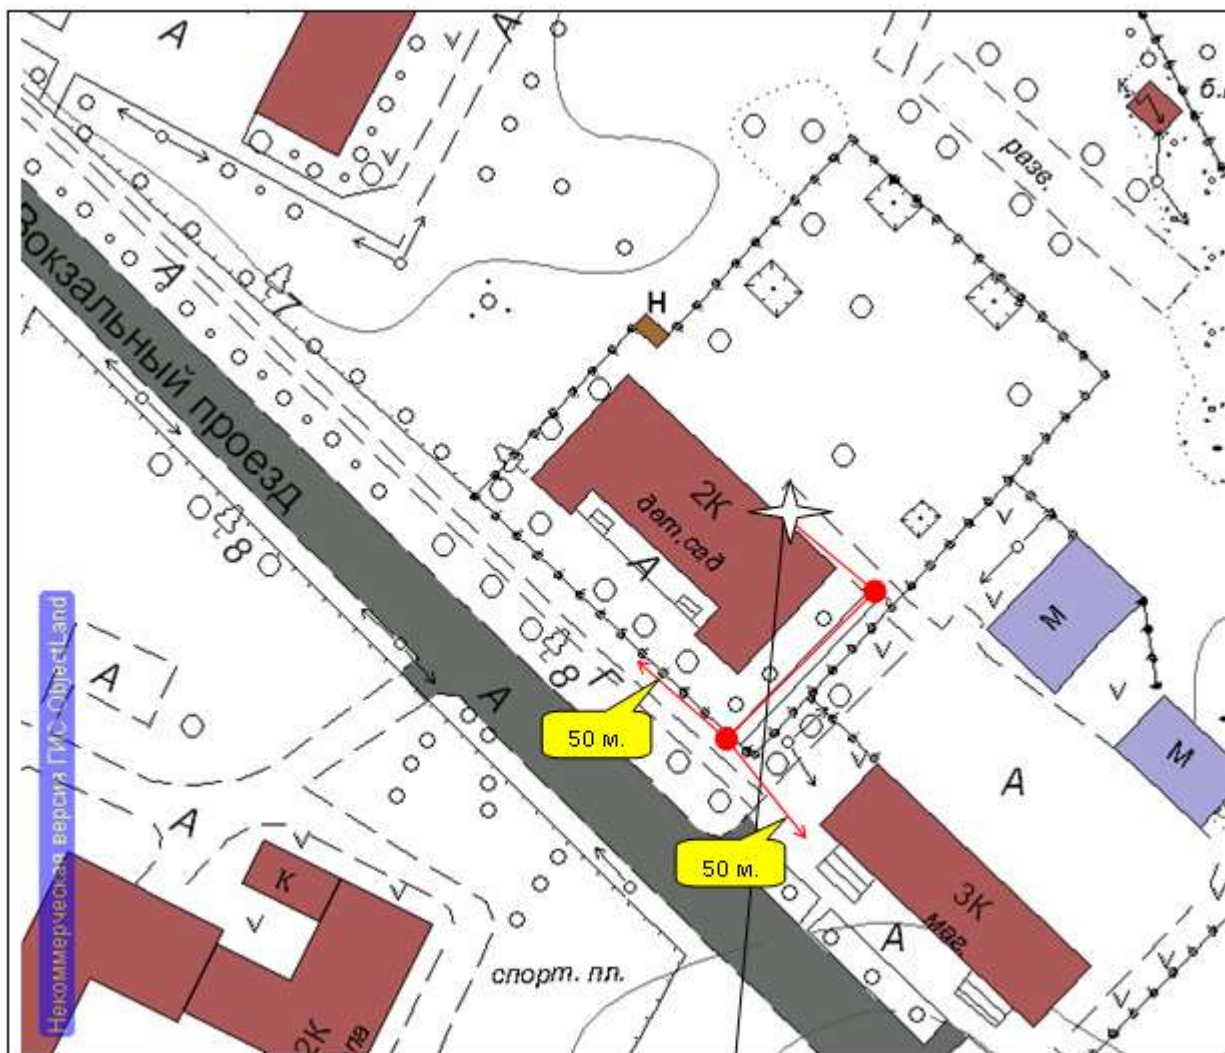 А
А
К
б.
разв.
А
7
Н
Вокзальный проезд
2К
дет.сад
А
8
М
А
8
А
50 м.
М
А
А
50 м.
К
3К
маг.
А
спорт. пл.
2К
Некоммерческая версия ГИС ObjectLand